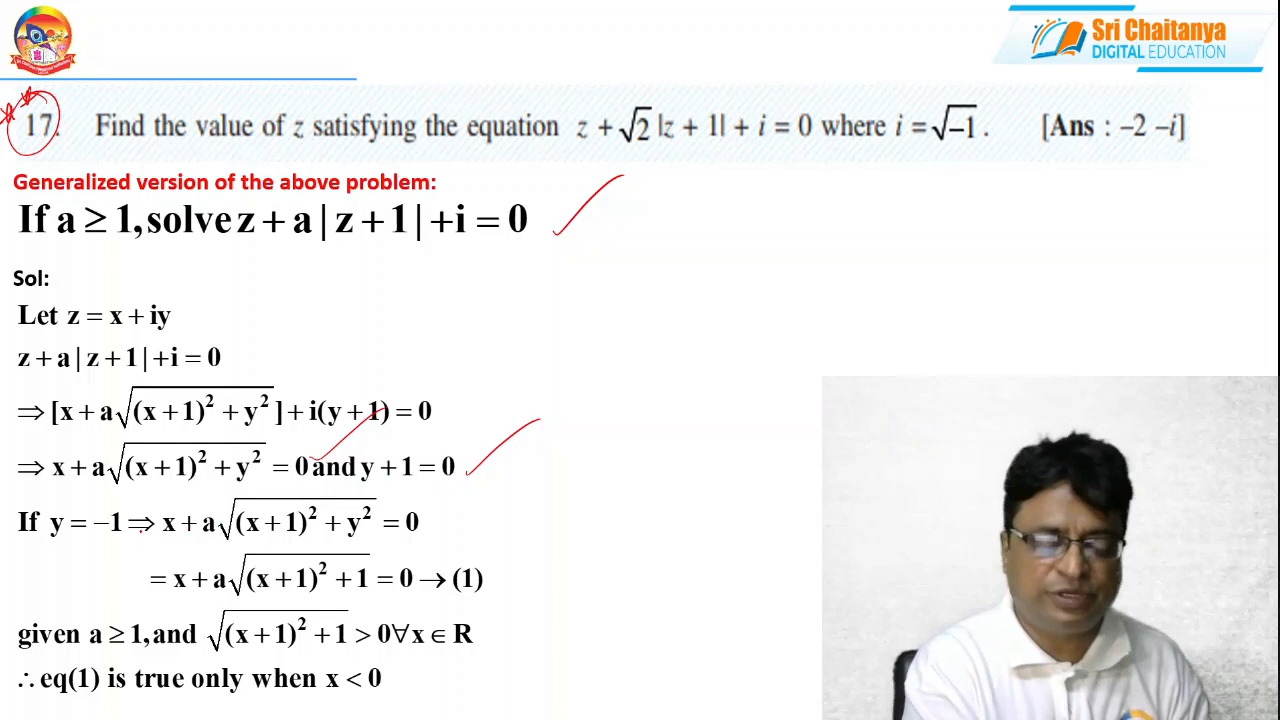 Sri Chaitanya
DIGITAL EDUCATION
17. Find the value of z satisfying the equation z + √2 |z + 1| + i = 0 where i = √−1 . [Ans : −2 −i]
Generalized version of the above problem:
If a ≥ 1, solve z + a | z + 1 | + i = 0
Sol:
Let z = x + iy
z + a | z + 1 | + i = 0
⇒ [x + a√((x + 1)² + y²) ] + i(y + 1) = 0
⇒ x + a√((x + 1)² + y²) = 0 and y + 1 = 0
If y = −1 ⇒ x + a√((x + 1)² + y²) = 0
= x + a√((x + 1)² + 1) = 0 → (1)
given a ≥ 1, and √((x + 1)² + 1) > 0 ∀ x ∈ R
∴ eq(1) is true only when x < 0